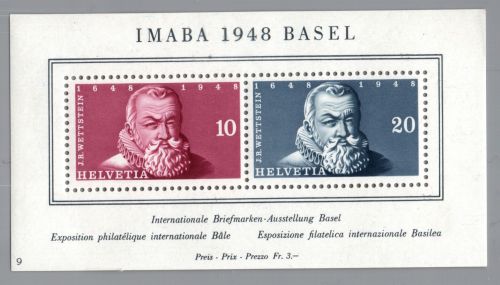 IMABA 1948 BASEL
1648 1948
J.R. WETTSTEIN
10
HELVETIA
1648 1948
J.R. WETTSTEIN
20
HELVETIA
Internationale Briefmarken-Ausstellung Basel
Exposition philatélique internationale Bâle Esposizione filatelica internazionale Basilea
Preis - Prix - Prezzo Fr. 3.—
9